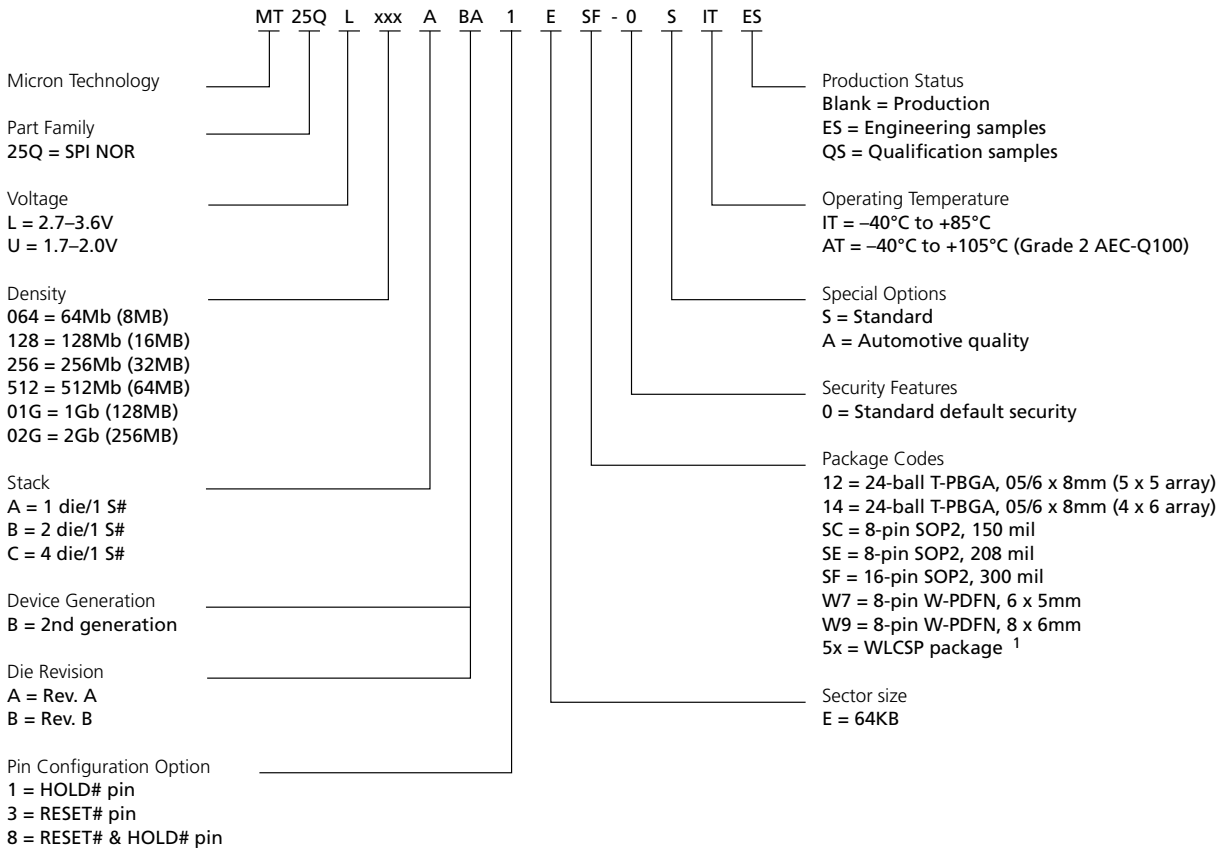 MT 25Q L xxx A BA 1 E SF - 0 S IT ES
Micron Technology
Part Family
25Q = SPI NOR
Voltage
L = 2.7–3.6V
U = 1.7–2.0V
Density
064 = 64Mb (8MB)
128 = 128Mb (16MB)
256 = 256Mb (32MB)
512 = 512Mb (64MB)
01G = 1Gb (128MB)
02G = 2Gb (256MB)
Stack
A = 1 die/1 S#
B = 2 die/1 S#
C = 4 die/1 S#
Device Generation
B = 2nd generation
Die Revision
A = Rev. A
B = Rev. B
Pin Configuration Option
1 = HOLD# pin
3 = RESET# pin
8 = RESET# & HOLD# pin
Production Status
Blank = Production
ES = Engineering samples
QS = Qualification samples
Operating Temperature
IT = –40°C to +85°C
AT = –40°C to +105°C (Grade 2 AEC-Q100)
Special Options
S = Standard
A = Automotive quality
Security Features
0 = Standard default security
Package Codes
12 = 24-ball T-PBGA, 05/6 x 8mm (5 x 5 array)
14 = 24-ball T-PBGA, 05/6 x 8mm (4 x 6 array)
SC = 8-pin SOP2, 150 mil
SE = 8-pin SOP2, 208 mil
SF = 16-pin SOP2, 300 mil
W7 = 8-pin W-PDFN, 6 x 5mm
W9 = 8-pin W-PDFN, 8 x 6mm
5x = WLCSP package 1
Sector size
E = 64KB